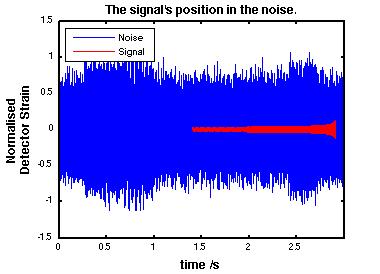 The signal's position in the noise.
1.5
Noise
Signal
1
0.5
0
-0.5
-1
-1.5
Normalised
Detector Strain
0
0.5
1
1.5
2
2.5
time /s